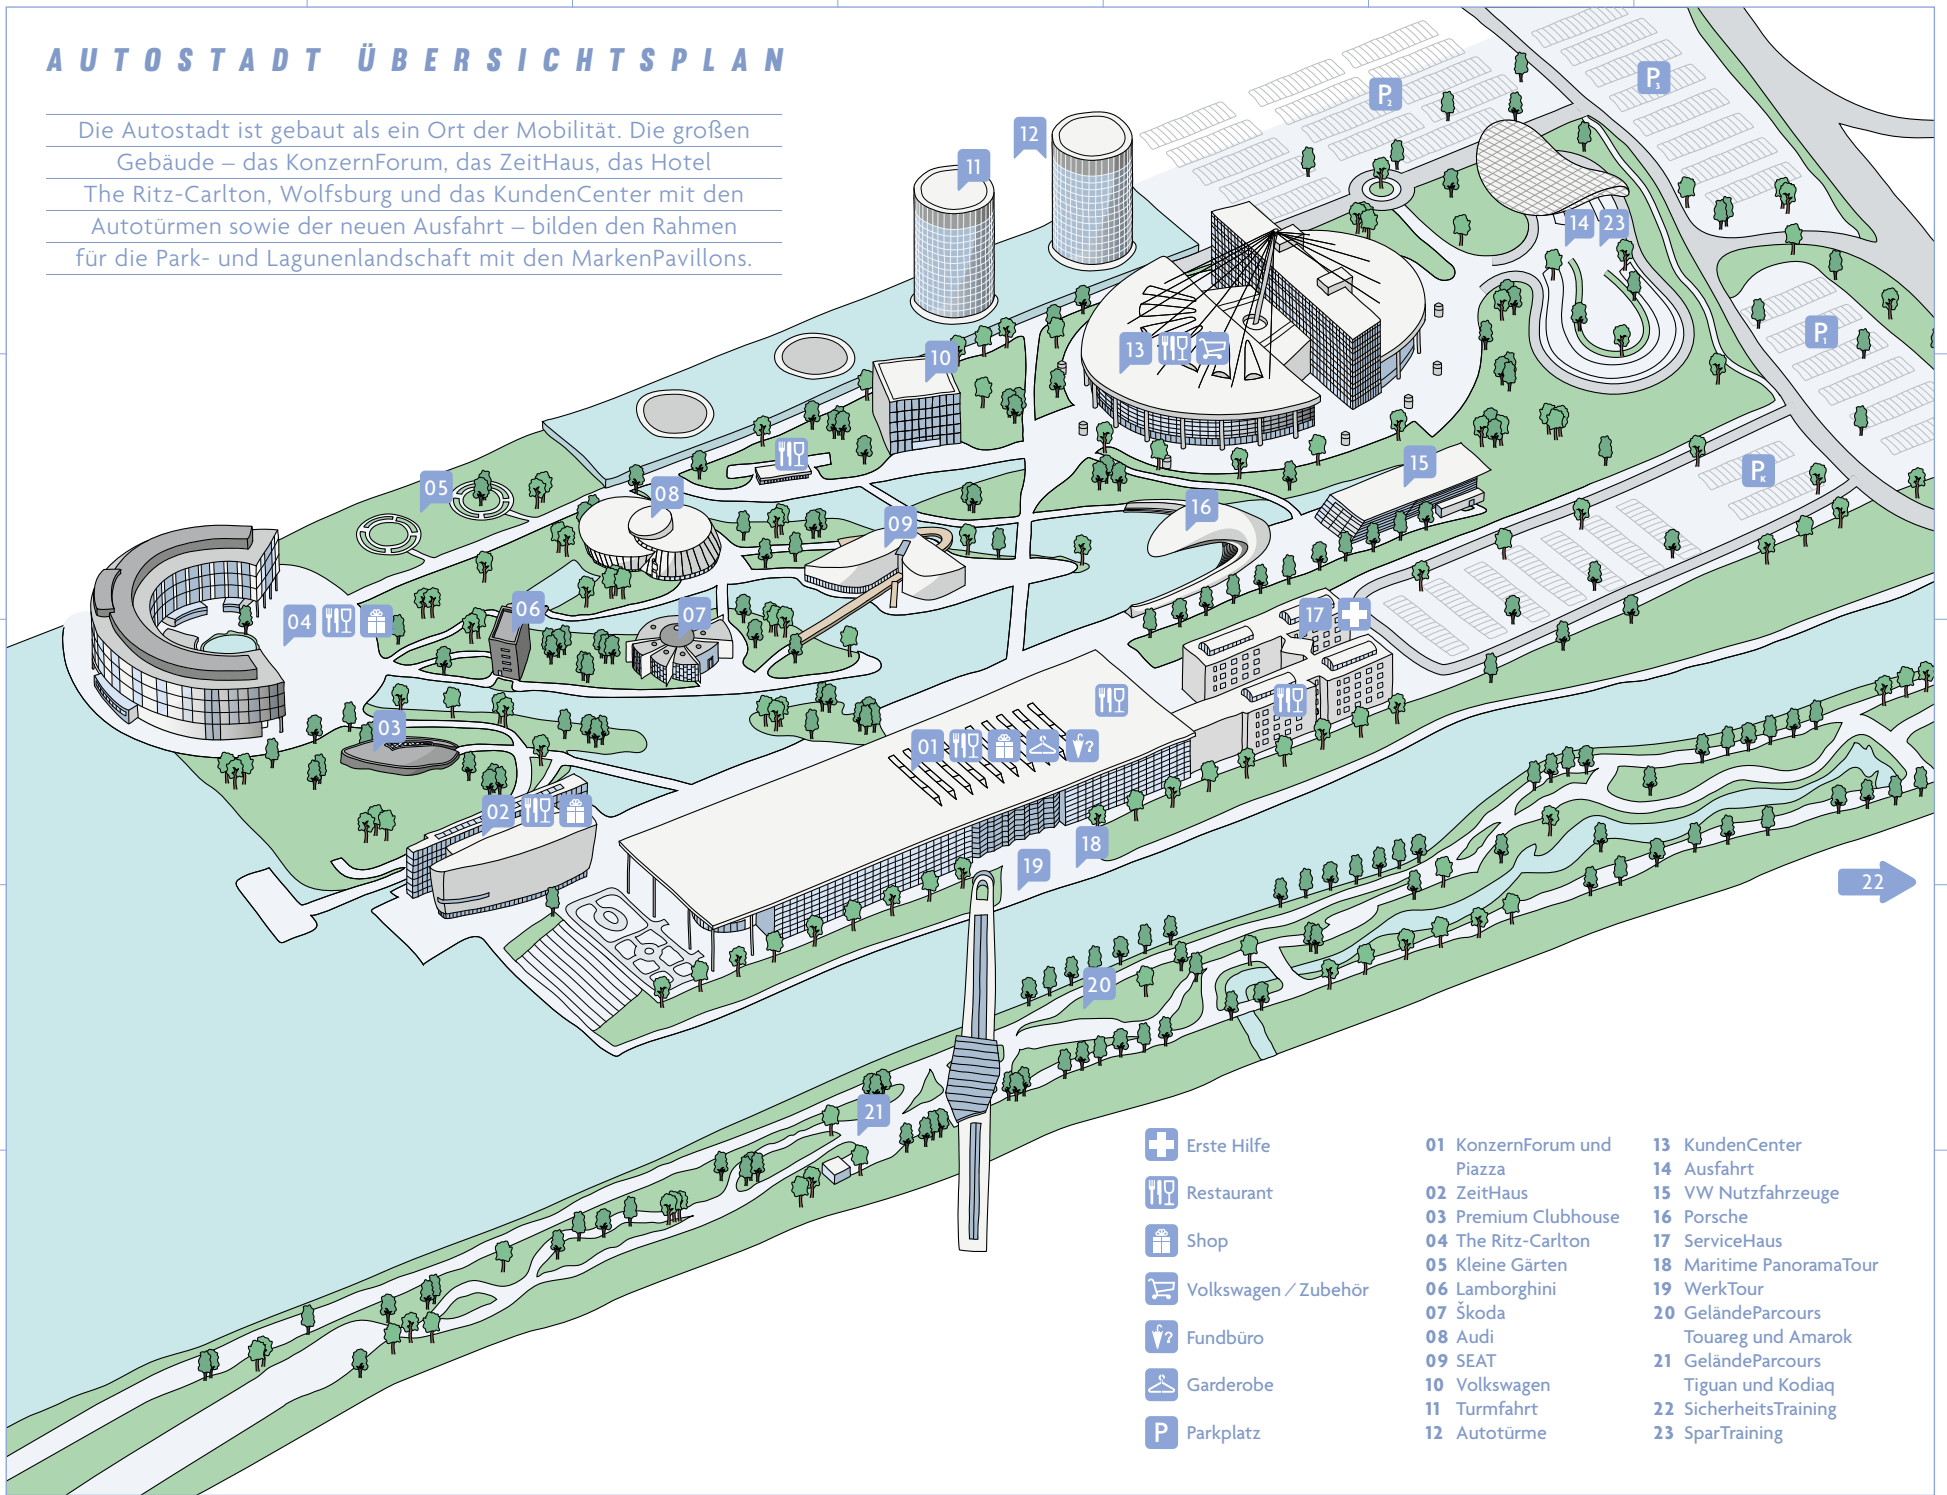 AUTOSTADT ÜBERSICHTSPLAN
Die Autostadt ist gebaut als ein Ort der Mobilität. Die großen
Gebäude – das KonzernForum, das ZeitHaus, das Hotel
The Ritz-Carlton, Wolfsburg und das KundenCenter mit den
Autotürmen sowie der neuen Ausfahrt – bilden den Rahmen
für die Park- und Lagunenlandschaft mit den MarkenPavillons.
P3
P2
12
11
14 23
P1
13
10
15
PK
05
08
16
09
06
07
17
04
03
01
02
18
19
22
20
21
Erste Hilfe
Restaurant
Shop
Volkswagen / Zubehör
?
Fundbüro
Garderobe
P Parkplatz
01 KonzernForum und
Piazza
02 ZeitHaus
03 Premium Clubhouse
04 The Ritz-Carlton
05 Kleine Gärten
06 Lamborghini
07 Škoda
08 Audi
09 SEAT
10 Volkswagen
11 Turmfahrt
12 Autotürme
13 KundenCenter
14 Ausfahrt
15 VW Nutzfahrzeuge
16 Porsche
17 ServiceHaus
18 Maritime PanoramaTour
19 WerkTour
20 GeländeParcours
Touareg und Amarok
21 GeländeParcours
Tiguan und Kodiaq
22 SicherheitsTraining
23 SparTraining